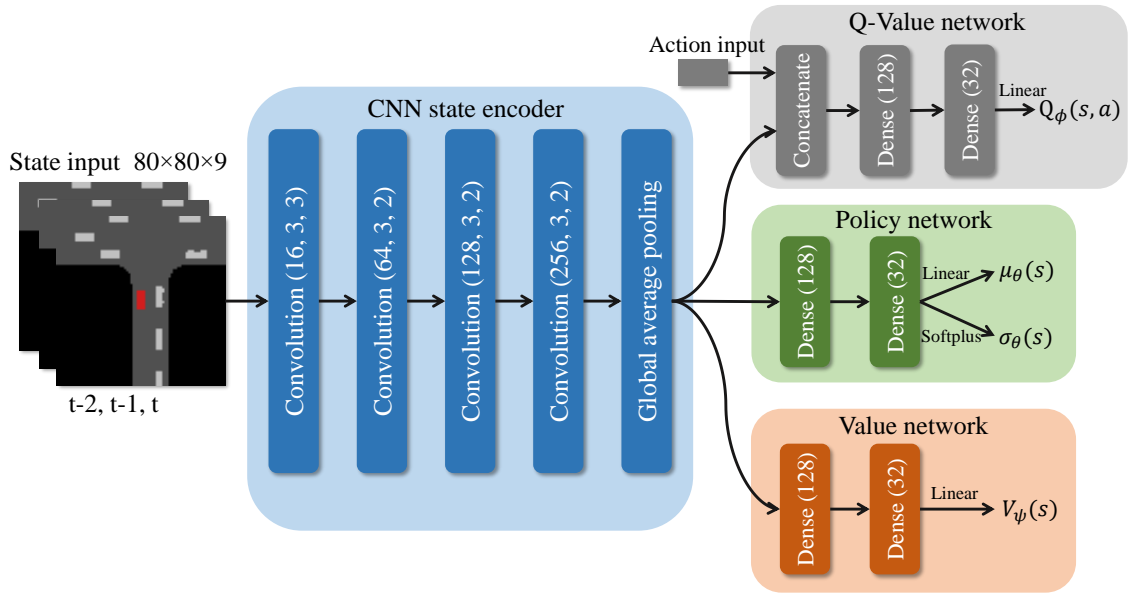 State input 80×80×9
t-2, t-1, t
CNN state encoder
Convolution (16, 3, 3)
Convolution (64, 3, 2)
Convolution (128, 3, 2)
Convolution (256, 3, 2)
Global average pooling
Action input
Q-Value network
Concatenate
Dense (128)
Dense (32)
Linear
Q_ϕ(s, a)
Policy network
Dense (128)
Dense (32)
Linear
μ_θ(s)
Softplus
σ_θ(s)
Value network
Dense (128)
Dense (32)
Linear
V_ψ(s)